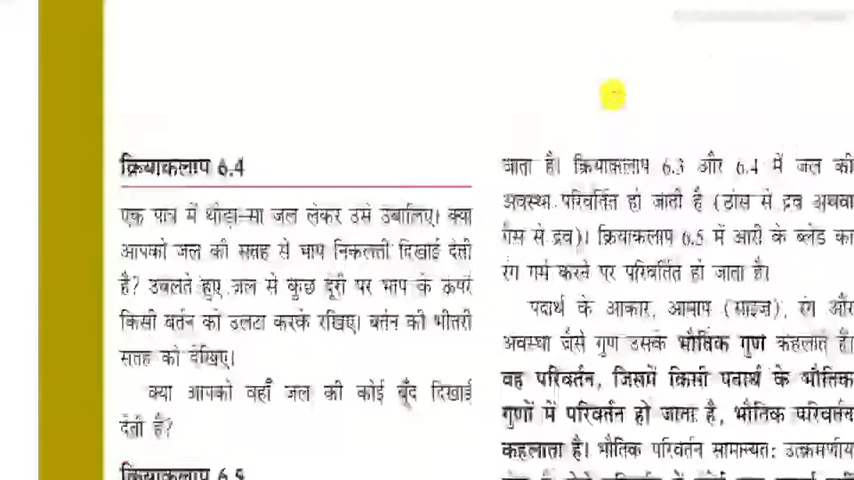 क्रियाकलाप 6.4
एक पात्र में थोड़ा-सा जल लेकर उसे उबालिए। क्या
आपको जल की सतह से भाप निकलती दिखाई देती
है? उबलते हुए जल से कुछ दूरी पर भाप के ऊपर
किसी बर्तन को उलटा करके रखिए। बर्तन की भीतरी
सतह को देखिए।
क्या आपको वहाँ जल की कोई बूँद दिखाई
देती है?
क्रियाकलाप 6.5
जाता है। क्रियाकलाप 6.3 और 6.4 में जल की
अवस्था परिवर्तित हो जाती है (ठोस से द्रव अथवा
गैस से द्रव)। क्रियाकलाप 6.5 में आरी के ब्लेड का
रंग गर्म करने पर परिवर्तित हो जाता है।
पदार्थ के आकार, आमाप (साइज़), रंग और
अवस्था जैसे गुण उसके भौतिक गुण कहलाते हैं।
वह परिवर्तन, जिसमें किसी पदार्थ के भौतिक
गुणों में परिवर्तन हो जाता है, भौतिक परिवर्तन
कहलाता है। भौतिक परिवर्तन सामान्यत: उत्क्रमणीय